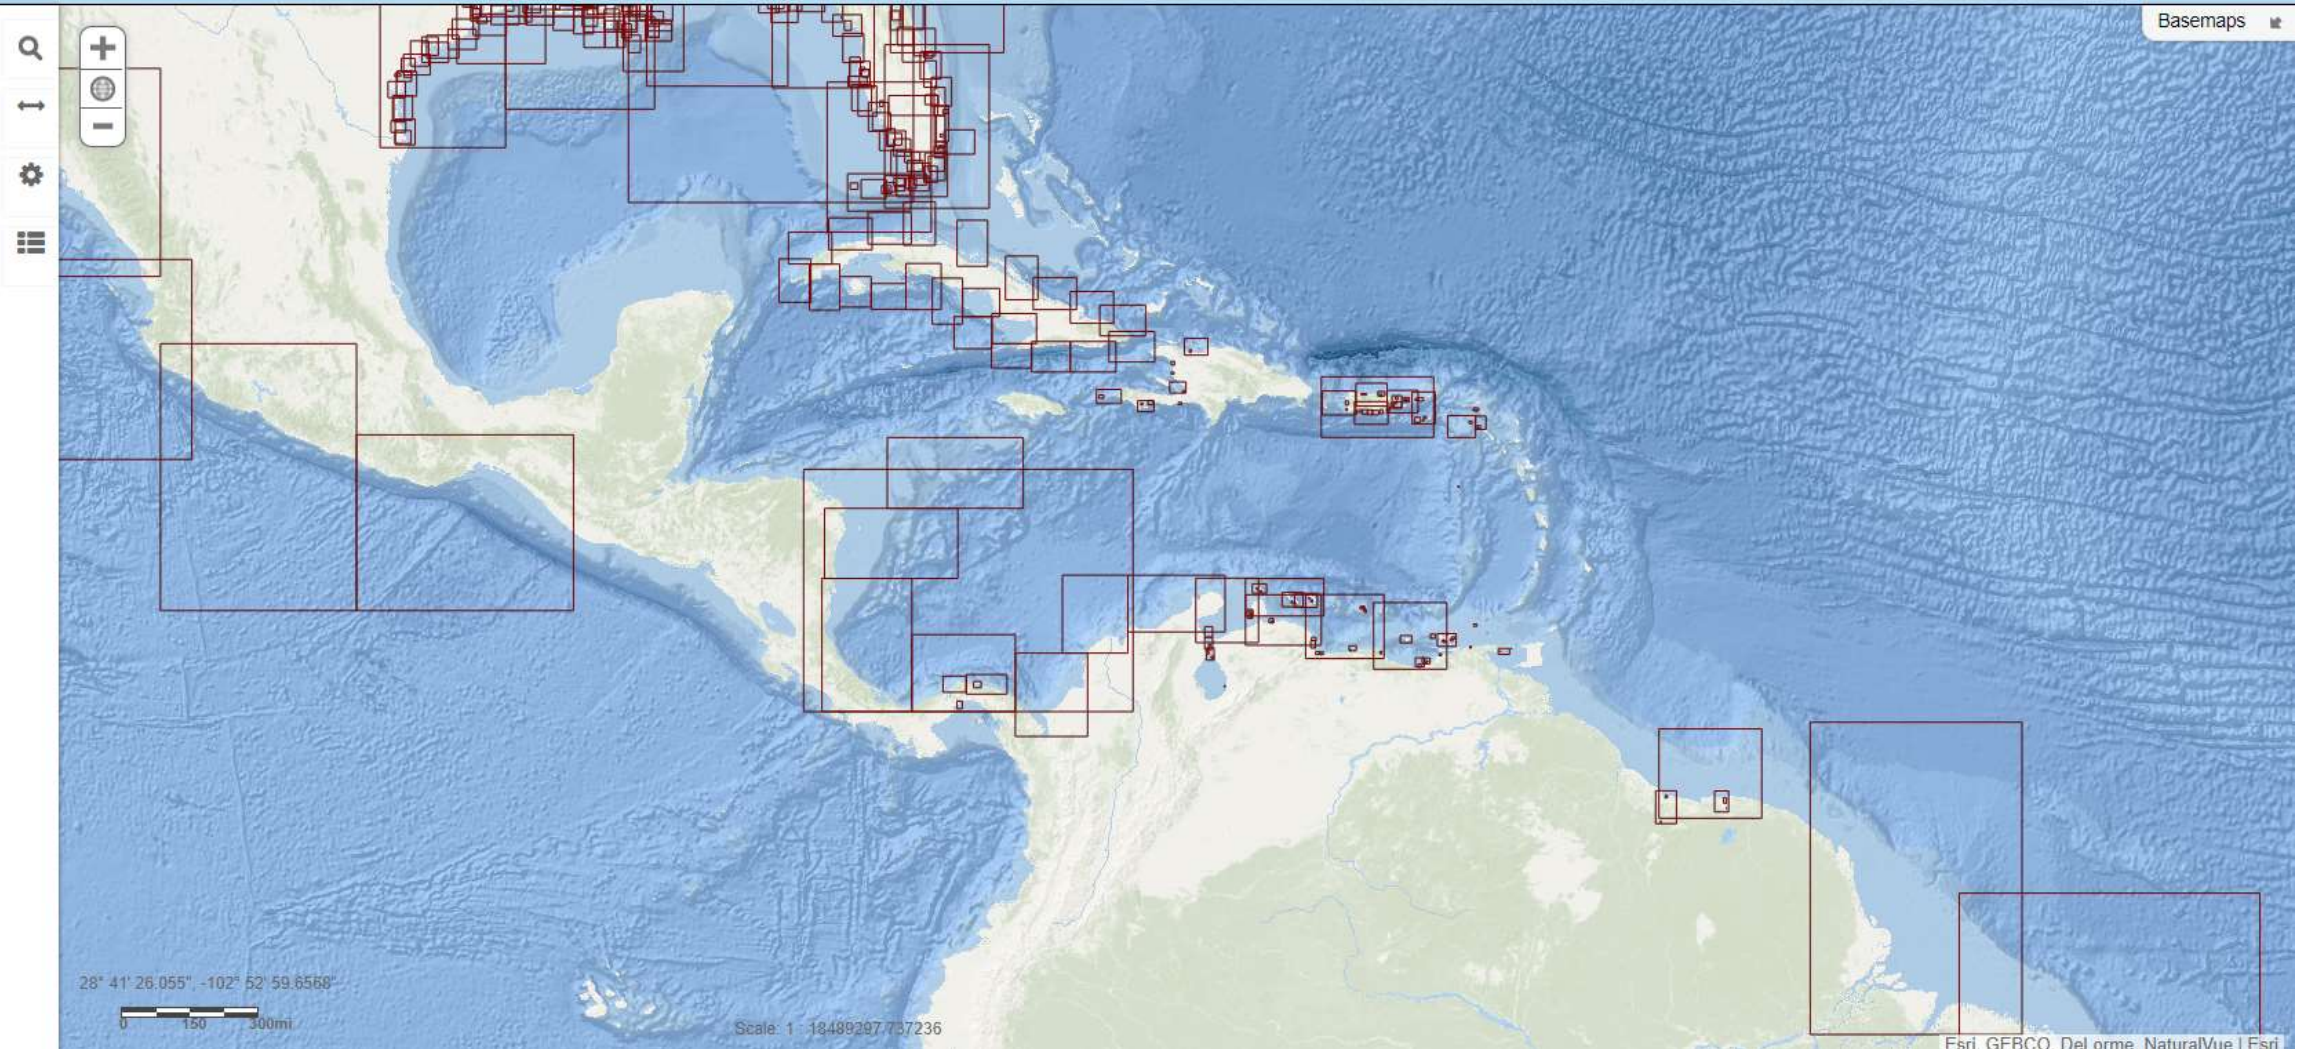 Basemaps
28° 41' 26.055", -102° 52' 59.6568"
0 150 300mi
Scale: 1 : 18489297.737236
Esri, GEBCO, DeLorme, NaturalVue | Esri